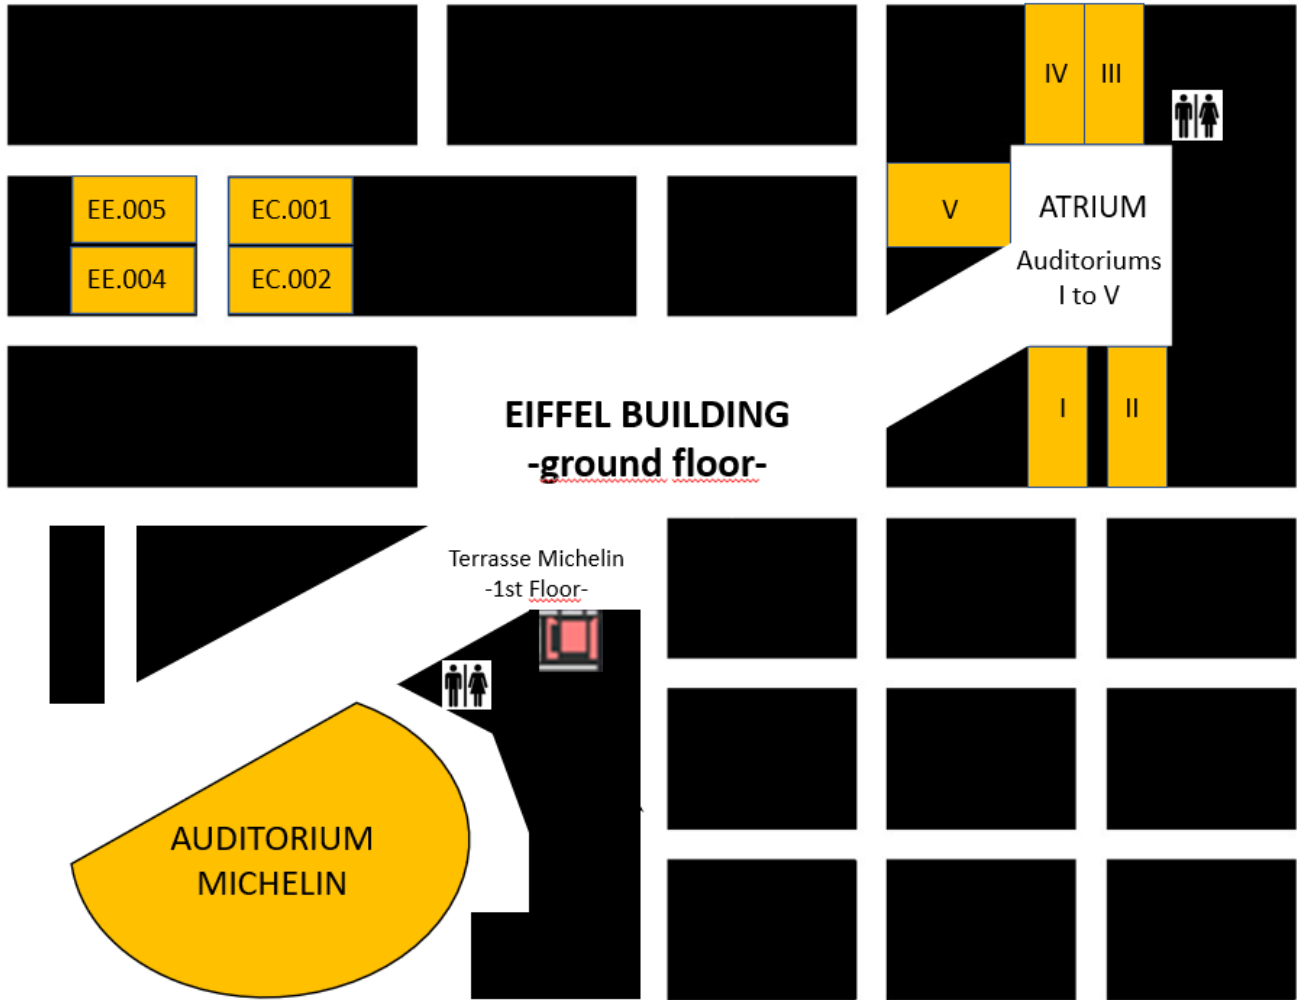 IV
III
EE.005
EC.001
V
ATRIUM
EE.004
EC.002
Auditoriums
I to V
EIFFEL BUILDING
-ground floor-
I
II
Terrasse Michelin
-1st Floor-
AUDITORIUM
MICHELIN